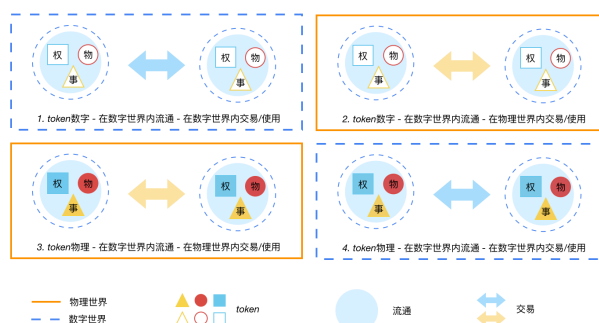 权 物 权 物
事 事
1. token数字 - 在数字世界内流通 - 在数字世界内交易/使用
权 物 权 物
事 事
2. token数字 - 在数字世界内流通 - 在物理世界内交易/使用
权 物 权 物
事 事
3. token物理 - 在数字世界内流通 - 在物理世界内交易/使用
权 物 权 物
事 事
4. token物理 - 在数字世界内流通 - 在数字世界内交易/使用
物理世界
数字世界
token
流通
交易